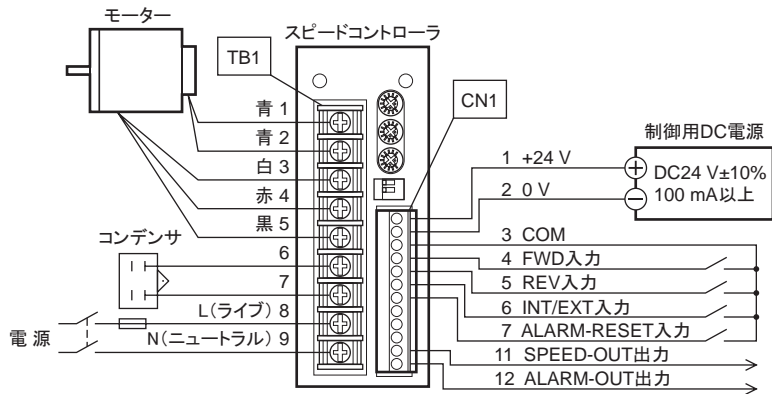 モーター
スピードコントローラ
TB1
CN1
青 1
青 2
白 3
赤 4
黒 5
コンデンサ
6
7
L(ライブ) 8
電 源
N(ニュートラル) 9
制御用DC電源
1 +24 V
2 0 V
DC24 V±10%
100 mA以上
3 COM
4 FWD入力
5 REV入力
6 INT/EXT入力
7 ALARM-RESET入力
11 SPEED-OUT出力
12 ALARM-OUT出力